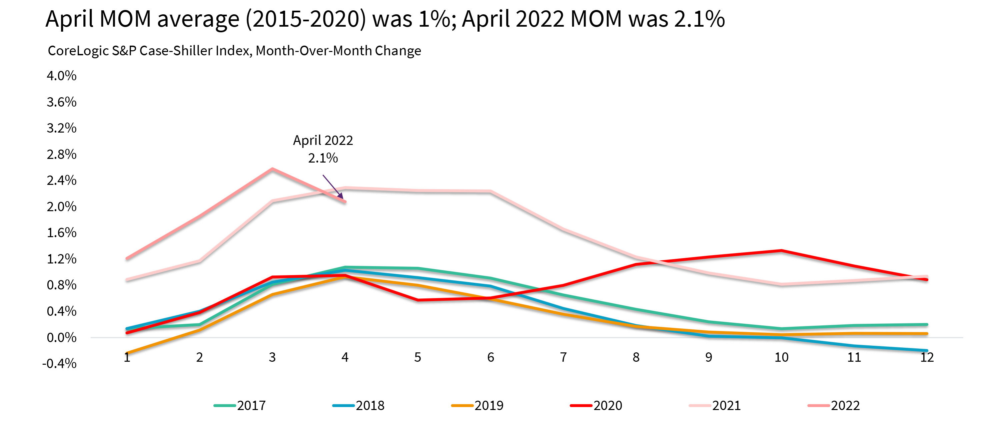 April MOM average (2015-2020) was 1%; April 2022 MOM was 2.1%
CoreLogic S&P Case-Shiller Index, Month-Over-Month Change
4.0%
3.6%
3.2%
2.8%
2.4%
2.0%
1.6%
1.2%
0.8%
0.4%
0.0%
-0.4%
April 2022
2.1%
1 2 3 4 5 6 7 8 9 10 11 12
2017 2018 2019 2020 2021 2022